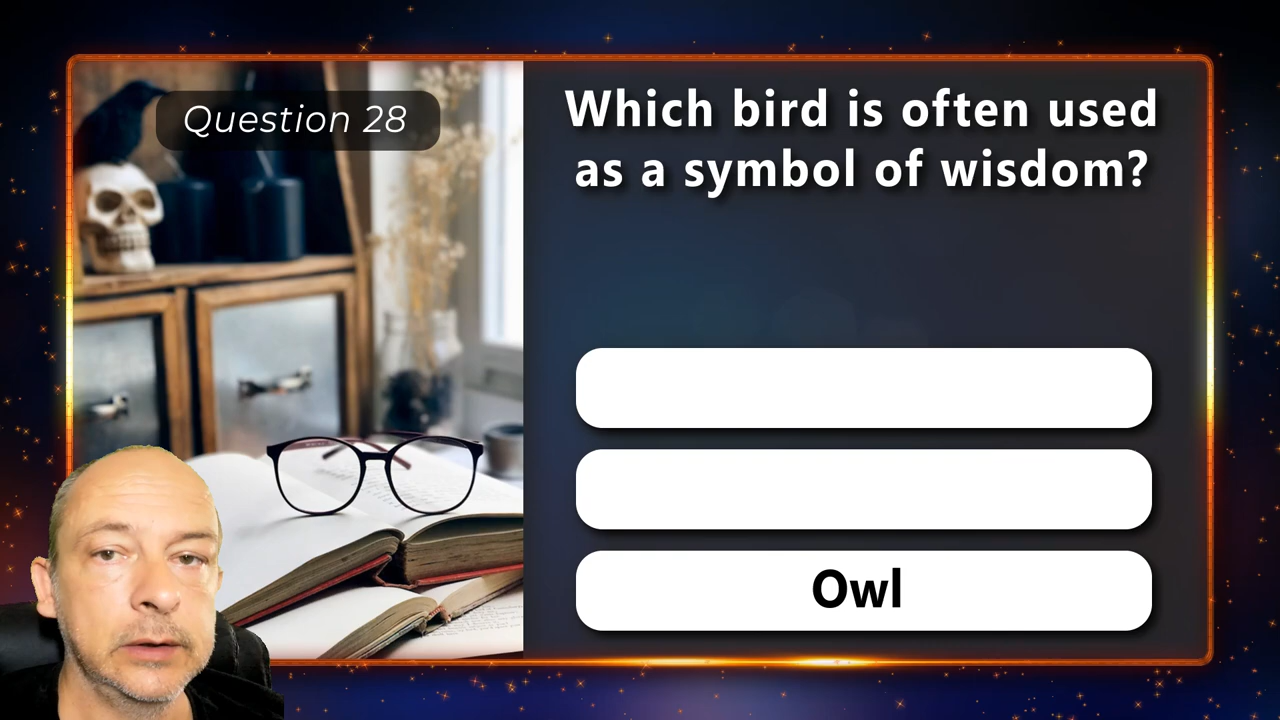 Question 28
Which bird is often used
as a symbol of wisdom?
Owl